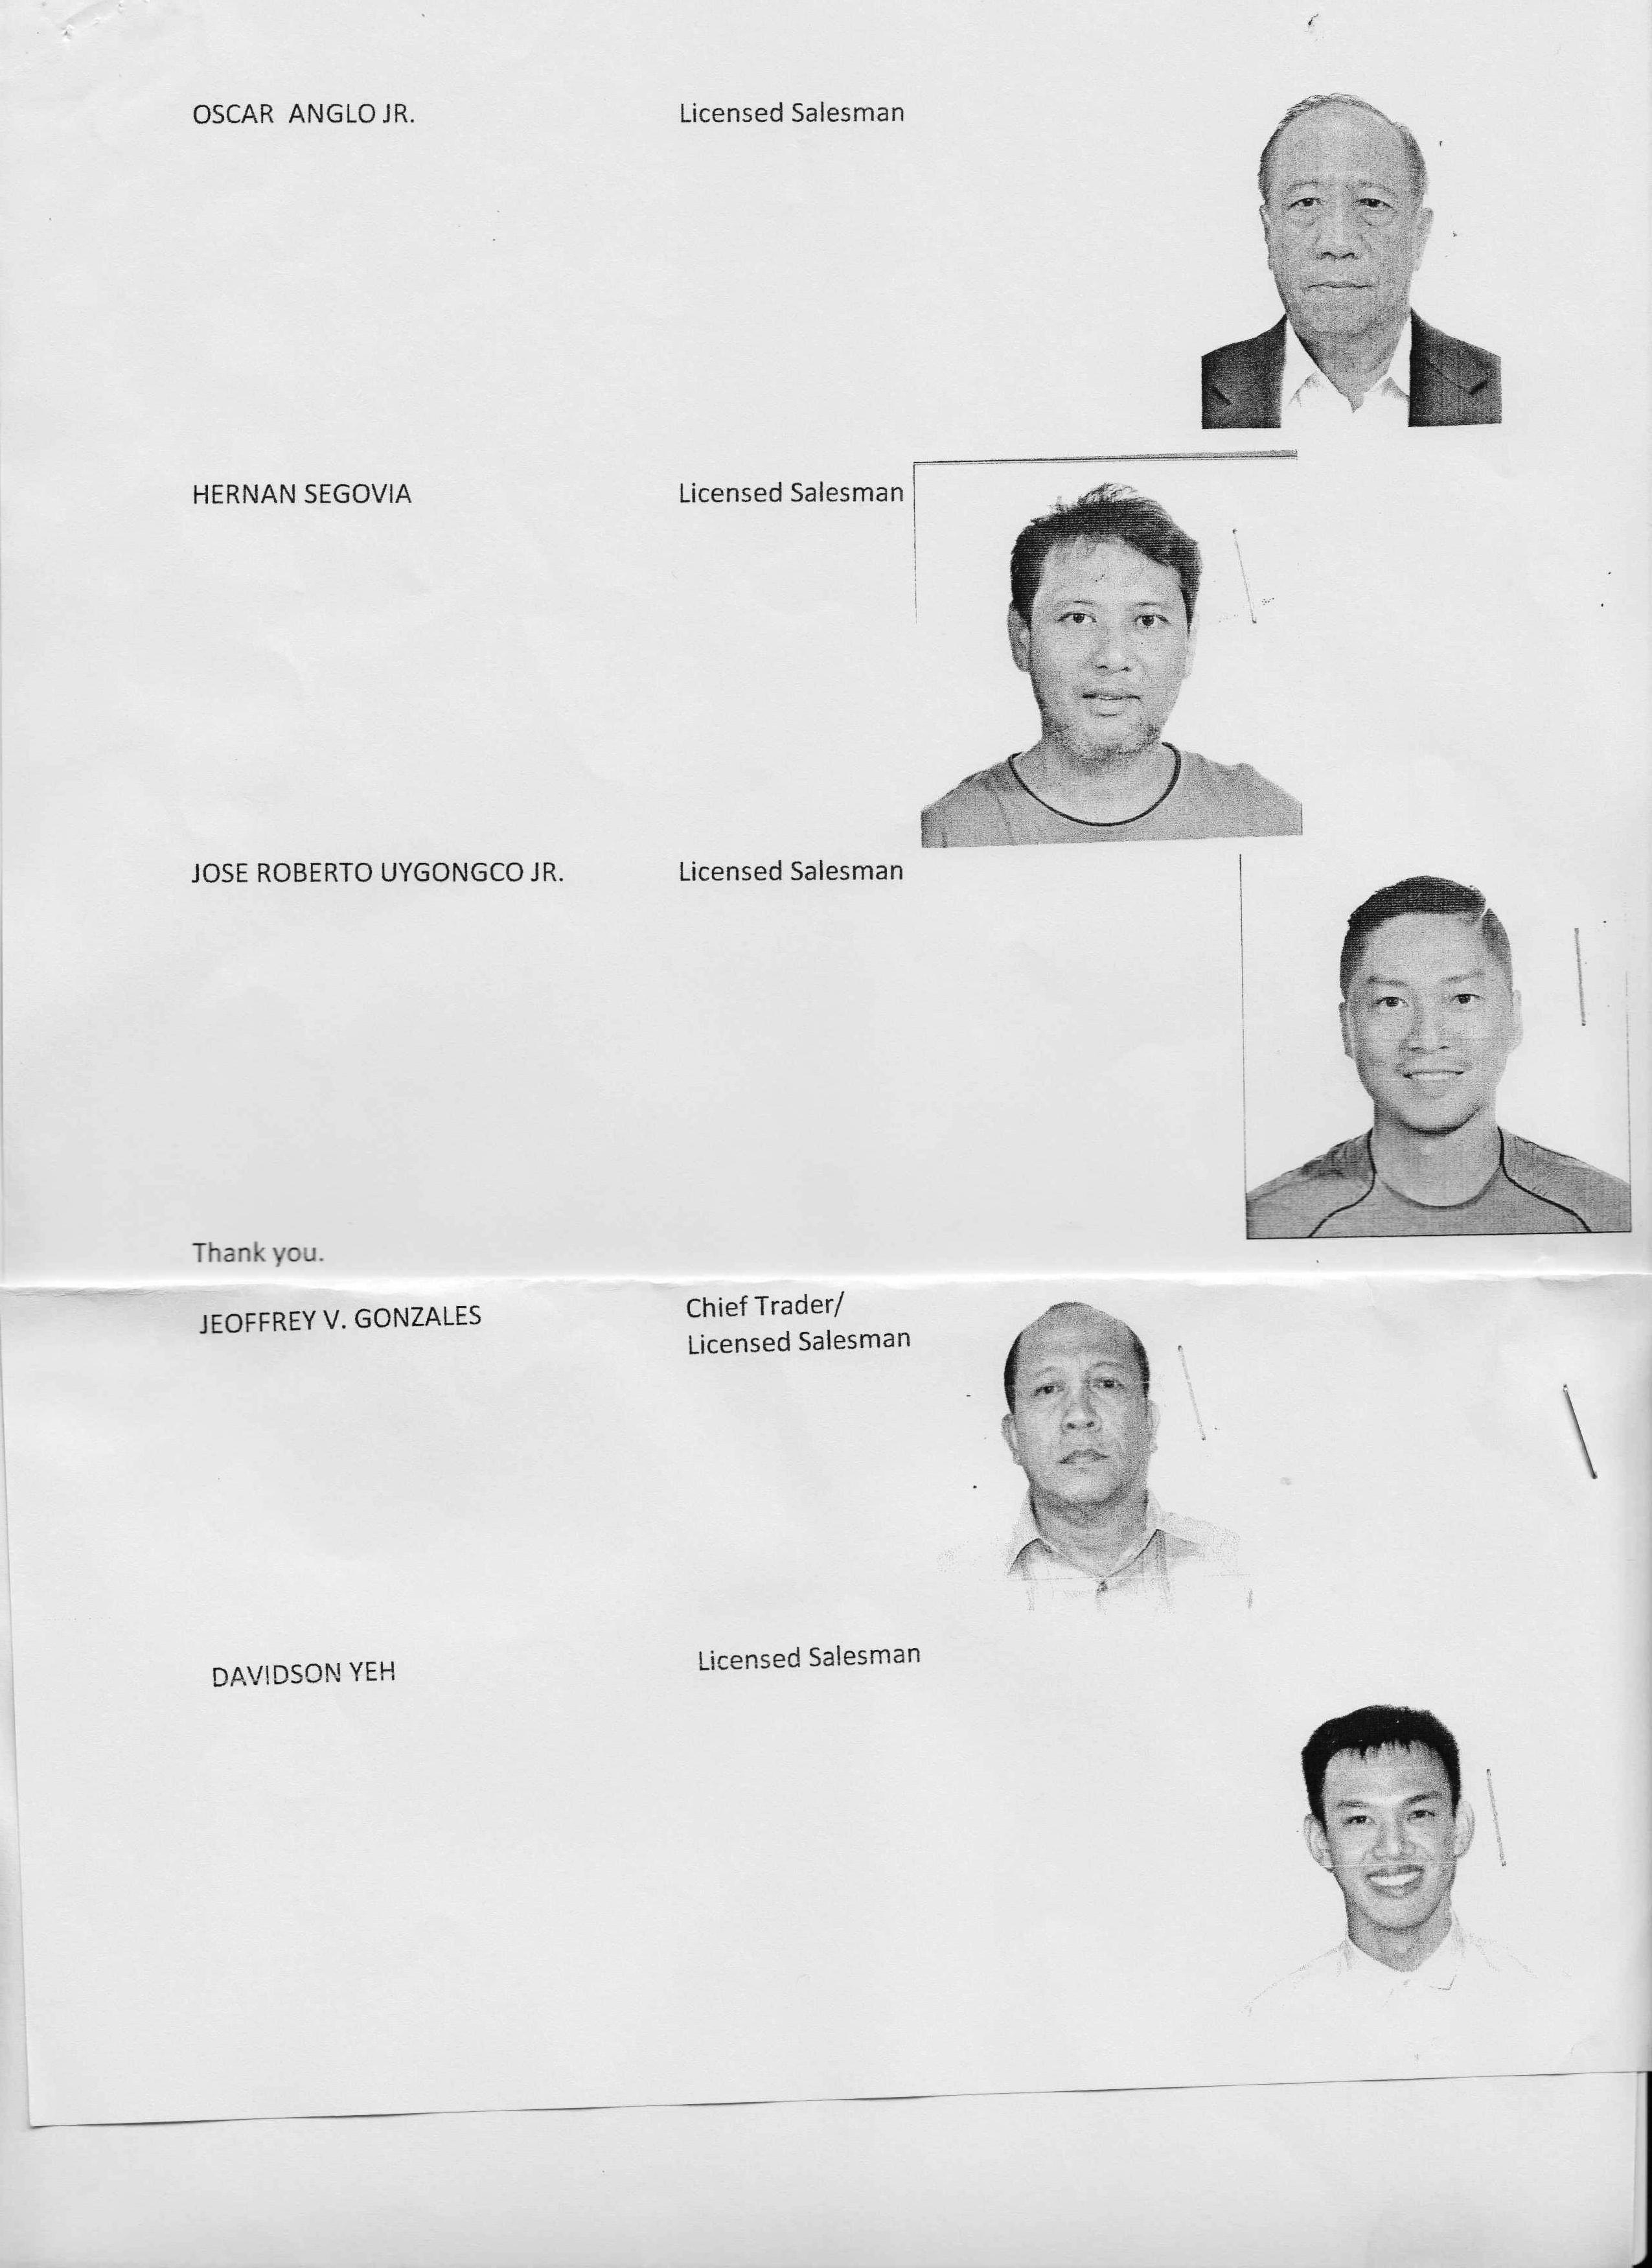 OSCAR  ANGLO JR. Licensed Salesman
HERNAN SEGOVIA Licensed Salesman
JOSE ROBERTO UYGONGCO JR. Licensed Salesman
Thank you.
JEOFFREY V. GONZALES Chief Trader/
Licensed Salesman
DAVIDSON YEH Licensed Salesman